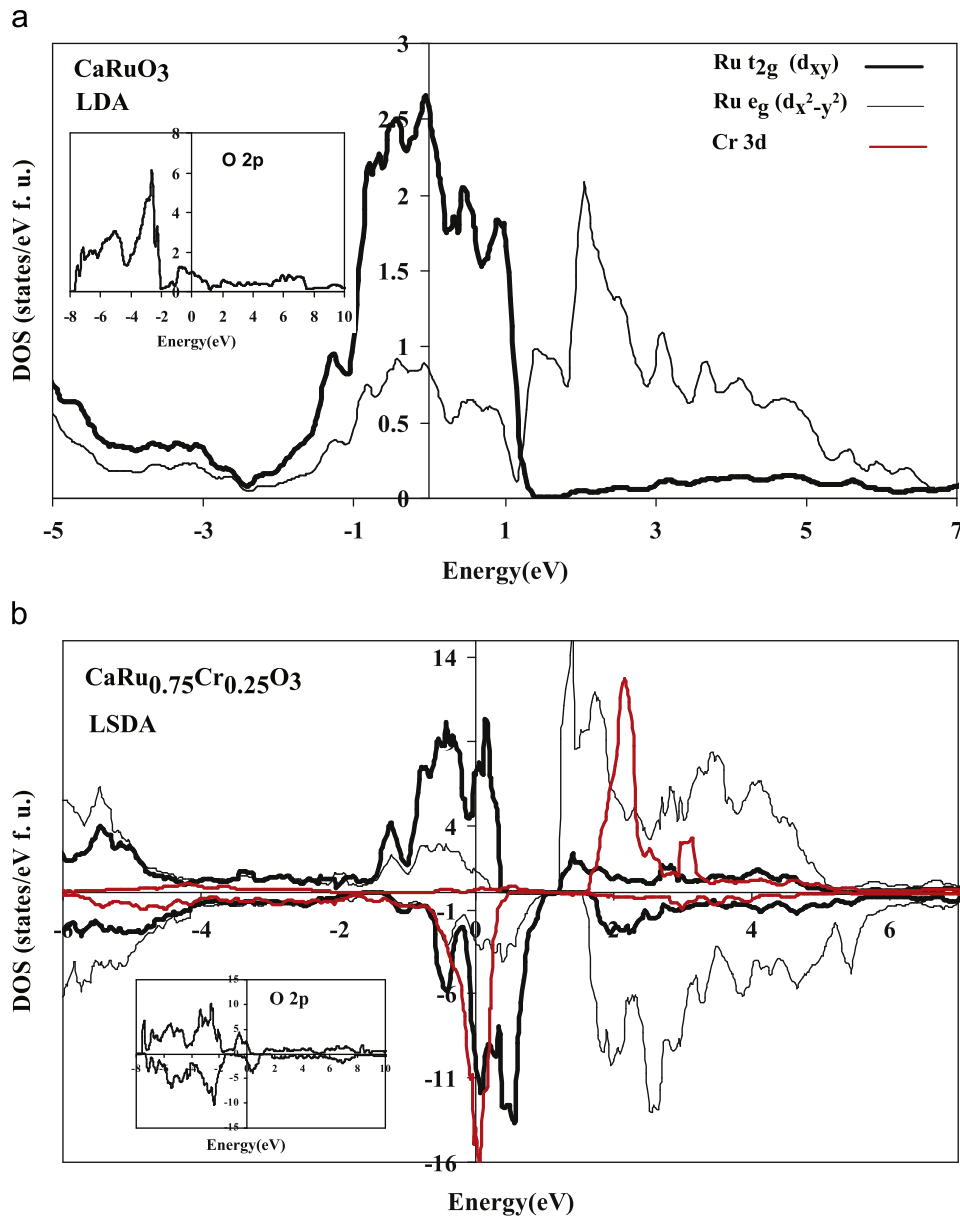 a
CaRuO3
LDA
Ru t2g (dxy)
Ru eg (dx2-y2)
Cr 3d
DOS (states/eV f. u.)
3
2.5
2
1.5
1
0.5
0
-5 -3 -1 1 3 5 7
Energy(eV)
O 2p
8
6
4
2
0
-8 -6 -4 -2 0 2 4 6 8 10
Energy(eV)
b
CaRu0.75Cr0.25O3
LSDA
DOS (states/eV f. u.)
14
4
-1
-6
-11
-16
-6 -4 -2 0 2 4 6
Energy(eV)
O 2p
15
10
5
0
-5
-10
-15
-8 -6 -4 -2 0 2 4 6 8 10
Energy(eV)